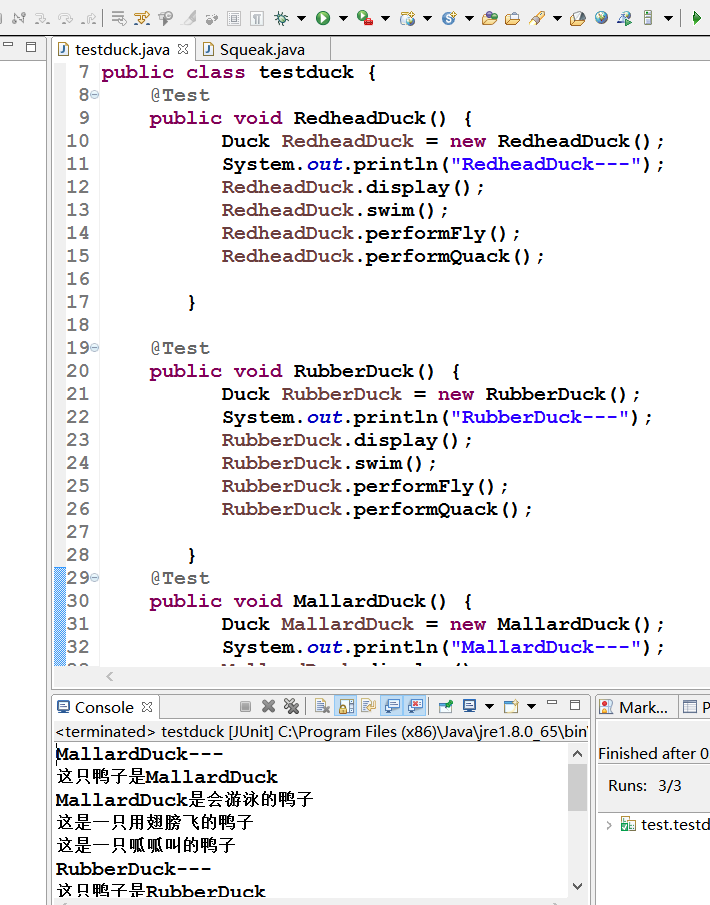 testduck.java
Squeak.java
7 public class testduck {
8 @Test
9 public void RedheadDuck() {
10 Duck RedheadDuck = new RedheadDuck();
11 System.out.println("RedheadDuck---");
12 RedheadDuck.display();
13 RedheadDuck.swim();
14 RedheadDuck.performFly();
15 RedheadDuck.performQuack();
16
17 }
18
19 @Test
20 public void RubberDuck() {
21 Duck RubberDuck = new RubberDuck();
22 System.out.println("RubberDuck---");
23 RubberDuck.display();
24 RubberDuck.swim();
25 RubberDuck.performFly();
26 RubberDuck.performQuack();
27
28 }
29 @Test
30 public void MallardDuck() {
31 Duck MallardDuck = new MallardDuck();
32 System.out.println("MallardDuck---");
Console
<terminated> testduck [JUnit] C:\Program Files (x86)\Java\jre1.8.0_65\bin\
MallardDuck---
这只鸭子是MallardDuck
MallardDuck是会游泳的鸭子
这是一只用翅膀飞的鸭子
这是一只呱呱叫的鸭子
RubberDuck---
这只鸭子是RubberDuck
Mark...
P
Finished after 0
Runs: 3/3
test.testd